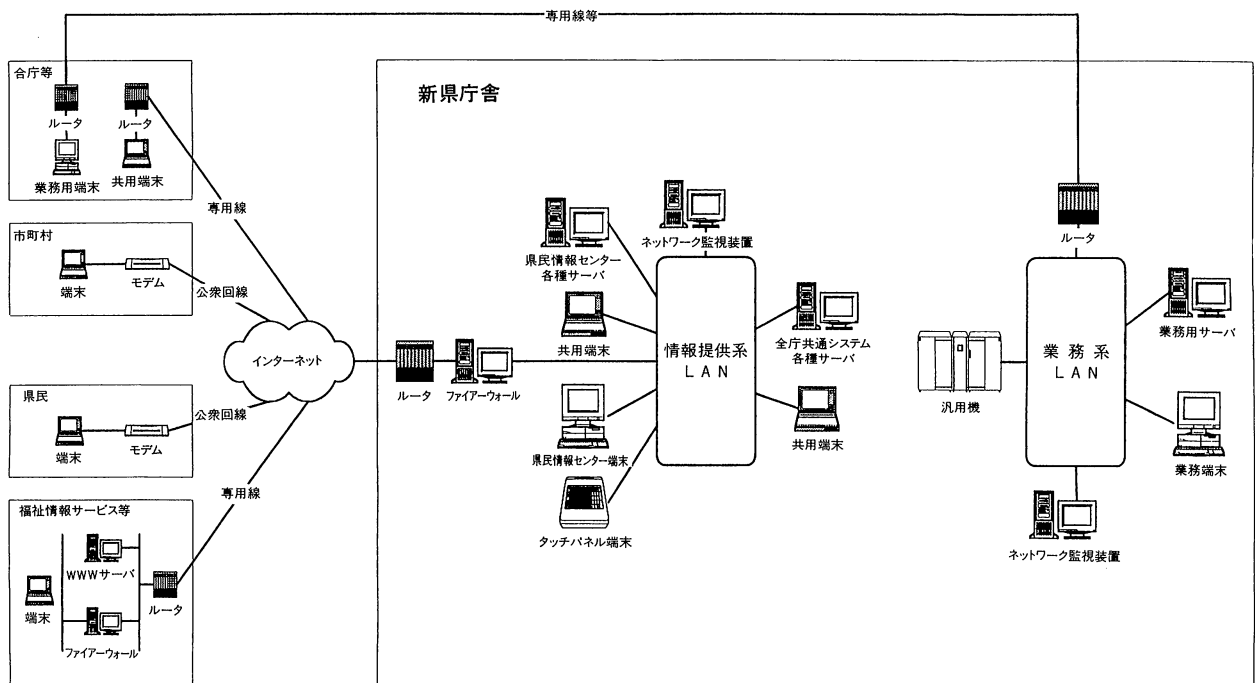 専用線等
合庁等
ルータ
ルータ
業務用端末
共用端末
専用線
市町村
端末
モデム
公衆回線
県民
端末
モデム
公衆回線
福祉情報サービス等
WWWサーバ
端末
ルータ
ファイアーウォール
専用線
インターネット
新県庁舎
ルータ
ファイアーウォール
県民情報センター
各種サーバ
ネットワーク監視装置
共用端末
県民情報センター端末
タッチパネル端末
情報提供系
LAN
全庁共通システム
各種サーバ
共用端末
ルータ
汎用機
業務系
LAN
業務用サーバ
業務端末
ネットワーク監視装置